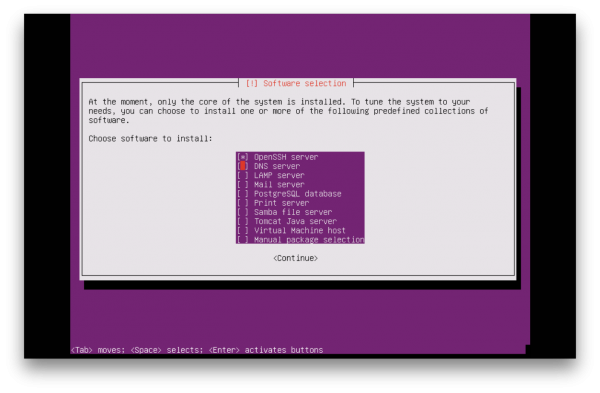 [!] Software selection
At the moment, only the core of the system is installed. To tune the system to your
needs, you can choose to install one or more of the following predefined collections of
software.
Choose software to install:
[*] OpenSSH server
[ ] DNS server
[ ] LAMP server
[ ] Mail server
[ ] PostgreSQL database
[ ] Print server
[ ] Samba file server
[ ] Tomcat Java server
[ ] Virtual Machine host
[ ] Manual package selection
<Continue>
<Tab> moves; <Space> selects; <Enter> activates buttons